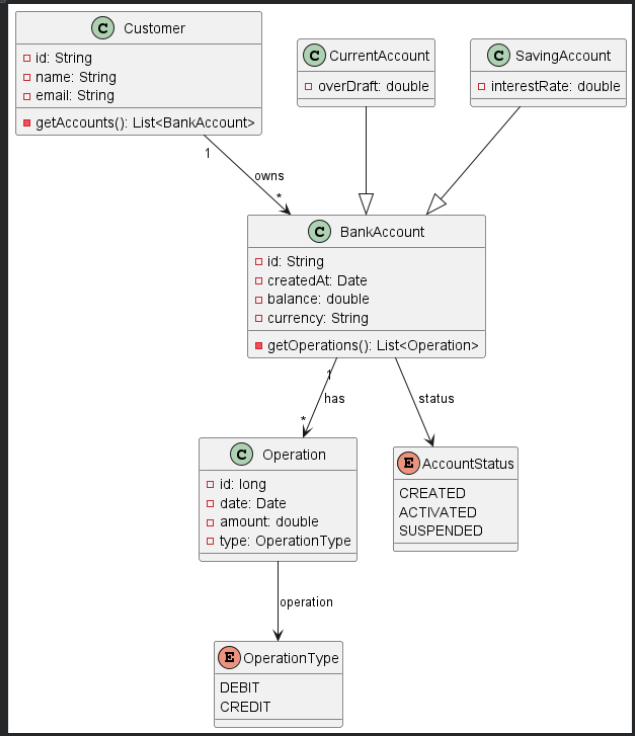 C Customer
id: String
name: String
email: String
getAccounts(): List<BankAccount>
C CurrentAccount
overDraft: double
C SavingAccount
interestRate: double
1
owns
*
C BankAccount
id: String
createdAt: Date
balance: double
currency: String
getOperations(): List<Operation>
1
has
*
status
C Operation
id: long
date: Date
amount: double
type: OperationType
E AccountStatus
CREATED
ACTIVATED
SUSPENDED
operation
E OperationType
DEBIT
CREDIT